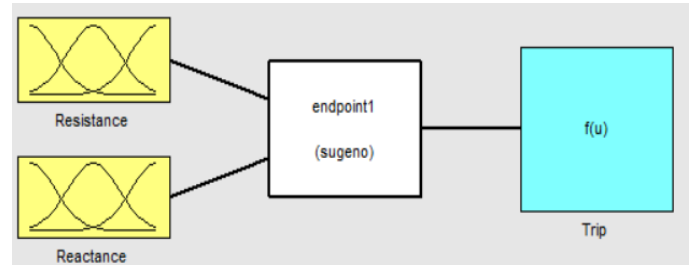 Resistance
Reactance
endpoint1
(sugeno)
f(u)
Trip